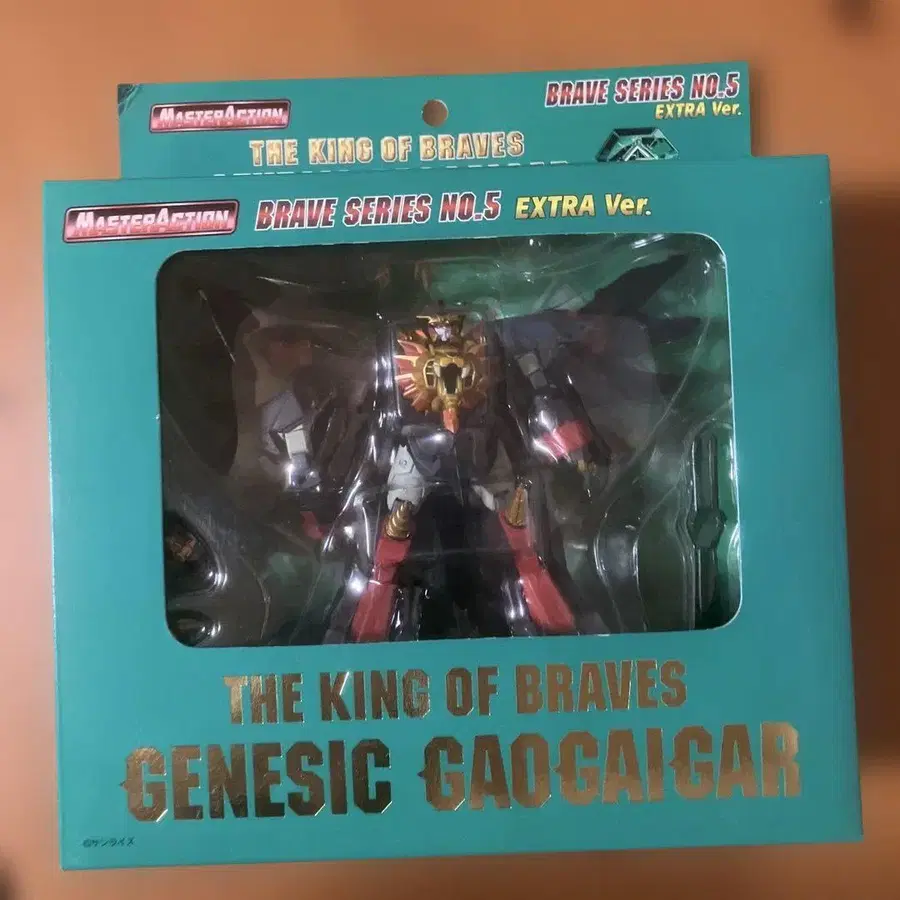 MASTERACTION
BRAVE SERIES NO.5
EXTRA Ver.
THE KING OF BRAVES
MASTERACTION BRAVE SERIES NO.5 EXTRA Ver.
THE KING OF BRAVES
GENESIC GAOGAIGAR
©サンライズ